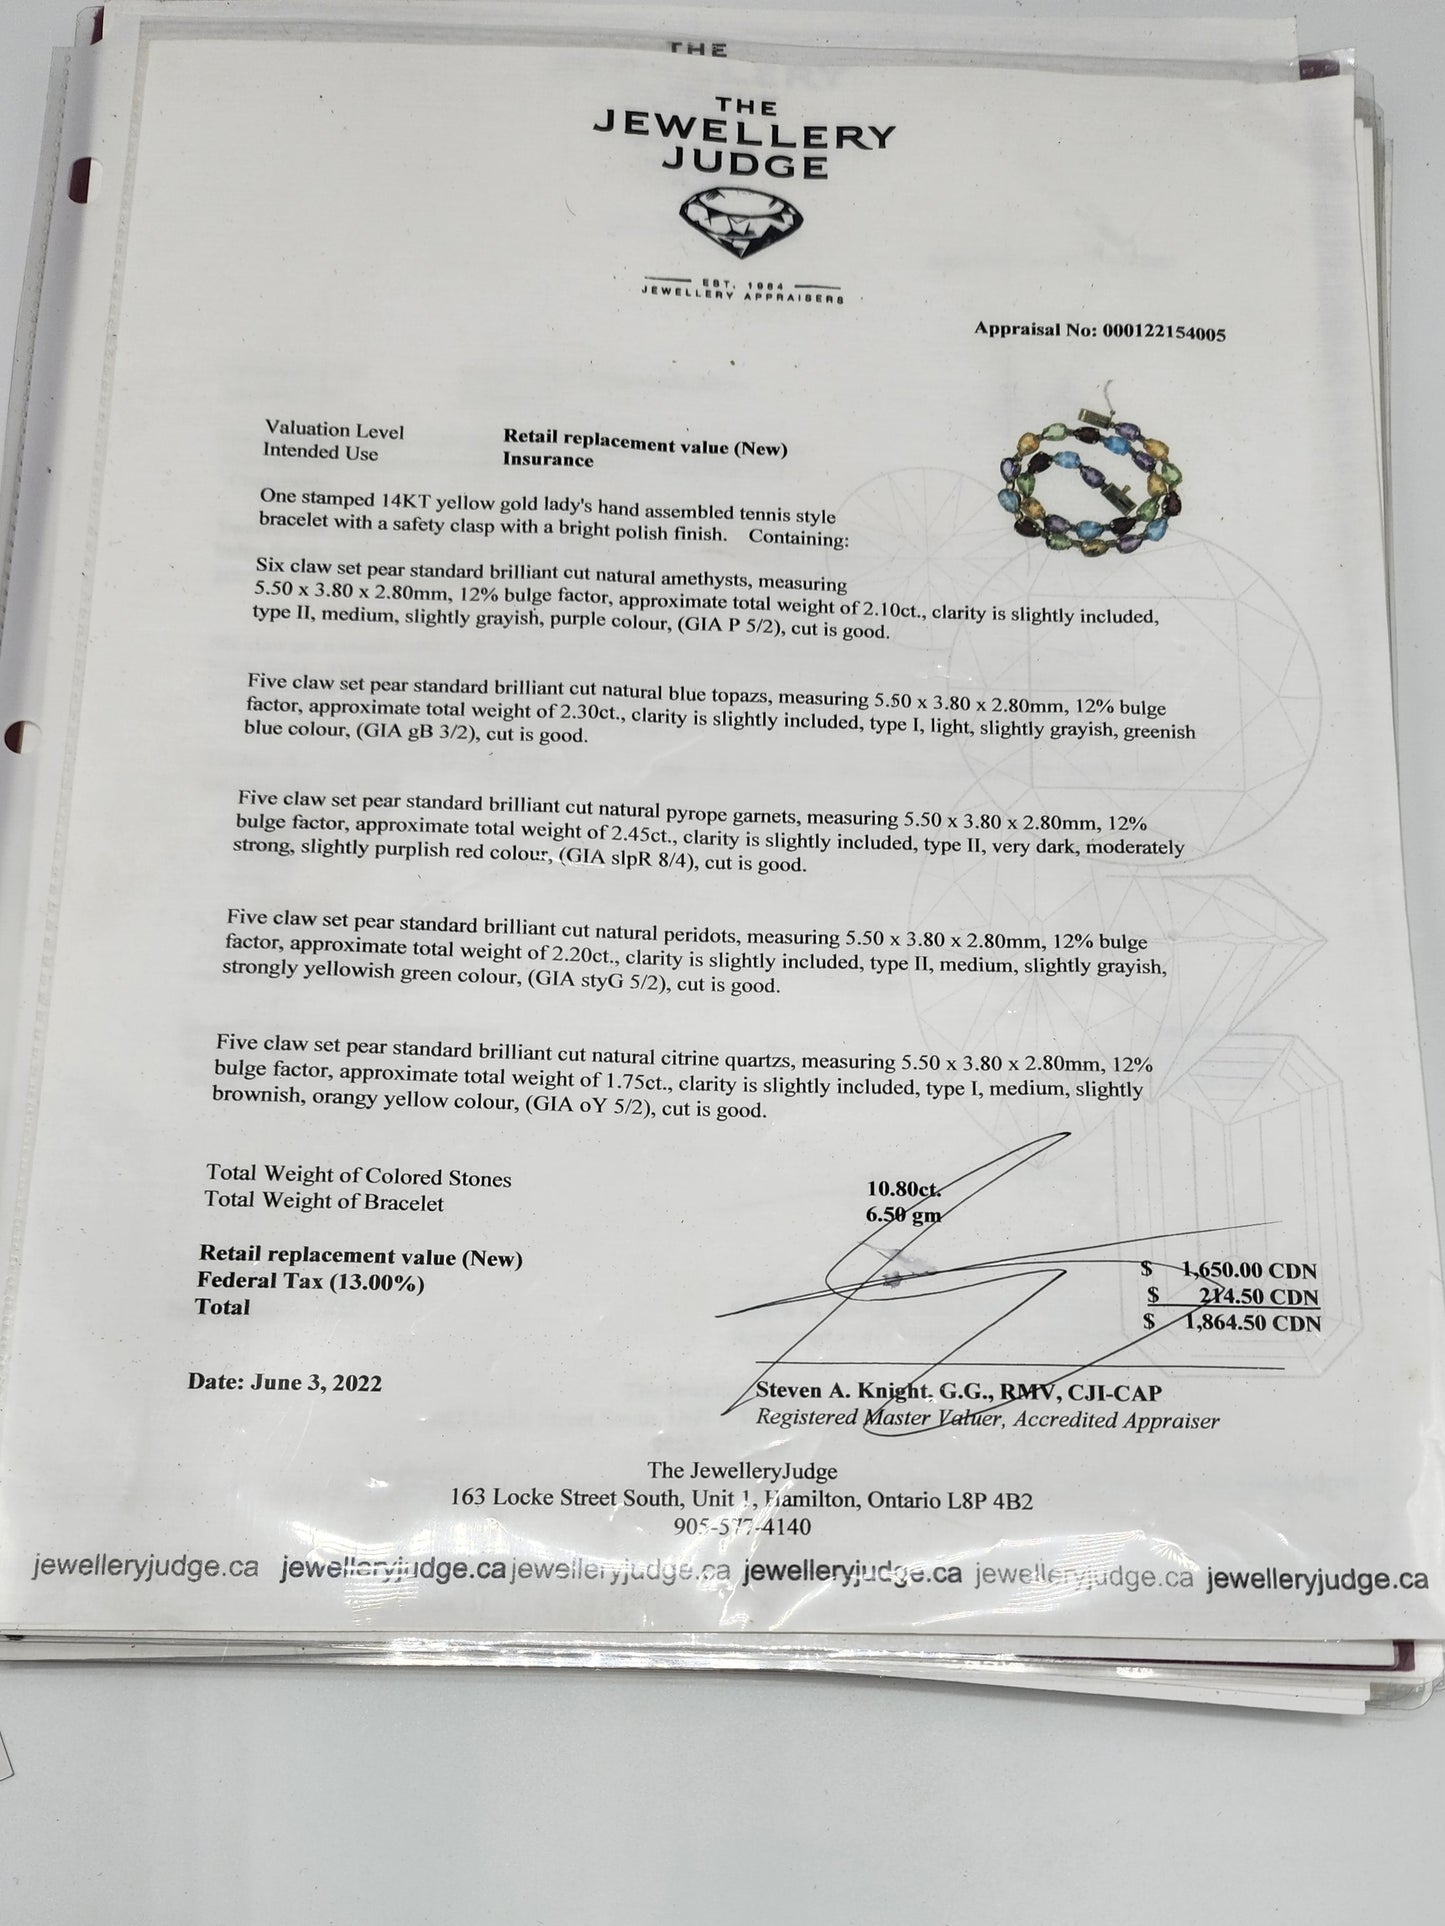 THE
THE
JEWELLERY
JUDGE
EST. 1984
JEWELLERY APPRAISERS
Appraisal No: 000122154005
Valuation Level Retail replacement value (New)
Intended Use Insurance
One stamped 14KT yellow gold lady's hand assembled tennis style
bracelet with a safety clasp with a bright polish finish. Containing:
Six claw set pear standard brilliant cut natural amethysts, measuring
5.50 x 3.80 x 2.80mm, 12% bulge factor, approximate total weight of 2.10ct., clarity is slightly included,
type II, medium, slightly grayish, purple colour, (GIA P 5/2), cut is good.
Five claw set pear standard brilliant cut natural blue topazs, measuring 5.50 x 3.80 x 2.80mm, 12% bulge
factor, approximate total weight of 2.30ct., clarity is slightly included, type I, light, slightly grayish, greenish
blue colour, (GIA gB 3/2), cut is good.
Five claw set pear standard brilliant cut natural pyrope garnets, measuring 5.50 x 3.80 x 2.80mm, 12%
bulge factor, approximate total weight of 2.45ct., clarity is slightly included, type II, very dark, moderately
strong, slightly purplish red colour, (GIA slpR 8/4), cut is good.
Five claw set pear standard brilliant cut natural peridots, measuring 5.50 x 3.80 x 2.80mm, 12% bulge
factor, approximate total weight of 2.20ct., clarity is slightly included, type II, medium, slightly grayish,
strongly yellowish green colour, (GIA styG 5/2), cut is good.
Five claw set pear standard brilliant cut natural citrine quartzs, measuring 5.50 x 3.80 x 2.80mm, 12%
bulge factor, approximate total weight of 1.75ct., clarity is slightly included, type I, medium, slightly
brownish, orangy yellow colour, (GIA oY 5/2), cut is good.
Total Weight of Colored Stones 10.80ct.
Total Weight of Bracelet 6.50 gm
Retail replacement value (New) $ 1,650.00 CDN
Federal Tax (13.00%) $ 214.50 CDN
Total $ 1,864.50 CDN
Date: June 3, 2022
Steven A. Knight. G.G., RMV, CJI-CAP
Registered Master Valuer, Accredited Appraiser
The JewelleryJudge
163 Locke Street South, Unit 1, Hamilton, Ontario L8P 4B2
905-577-4140
jewelleryjudge.ca jewelleryjudge.ca jewelleryjudge.ca jewelleryjudge.ca jewelleryjudge.ca jewelleryjudge.ca